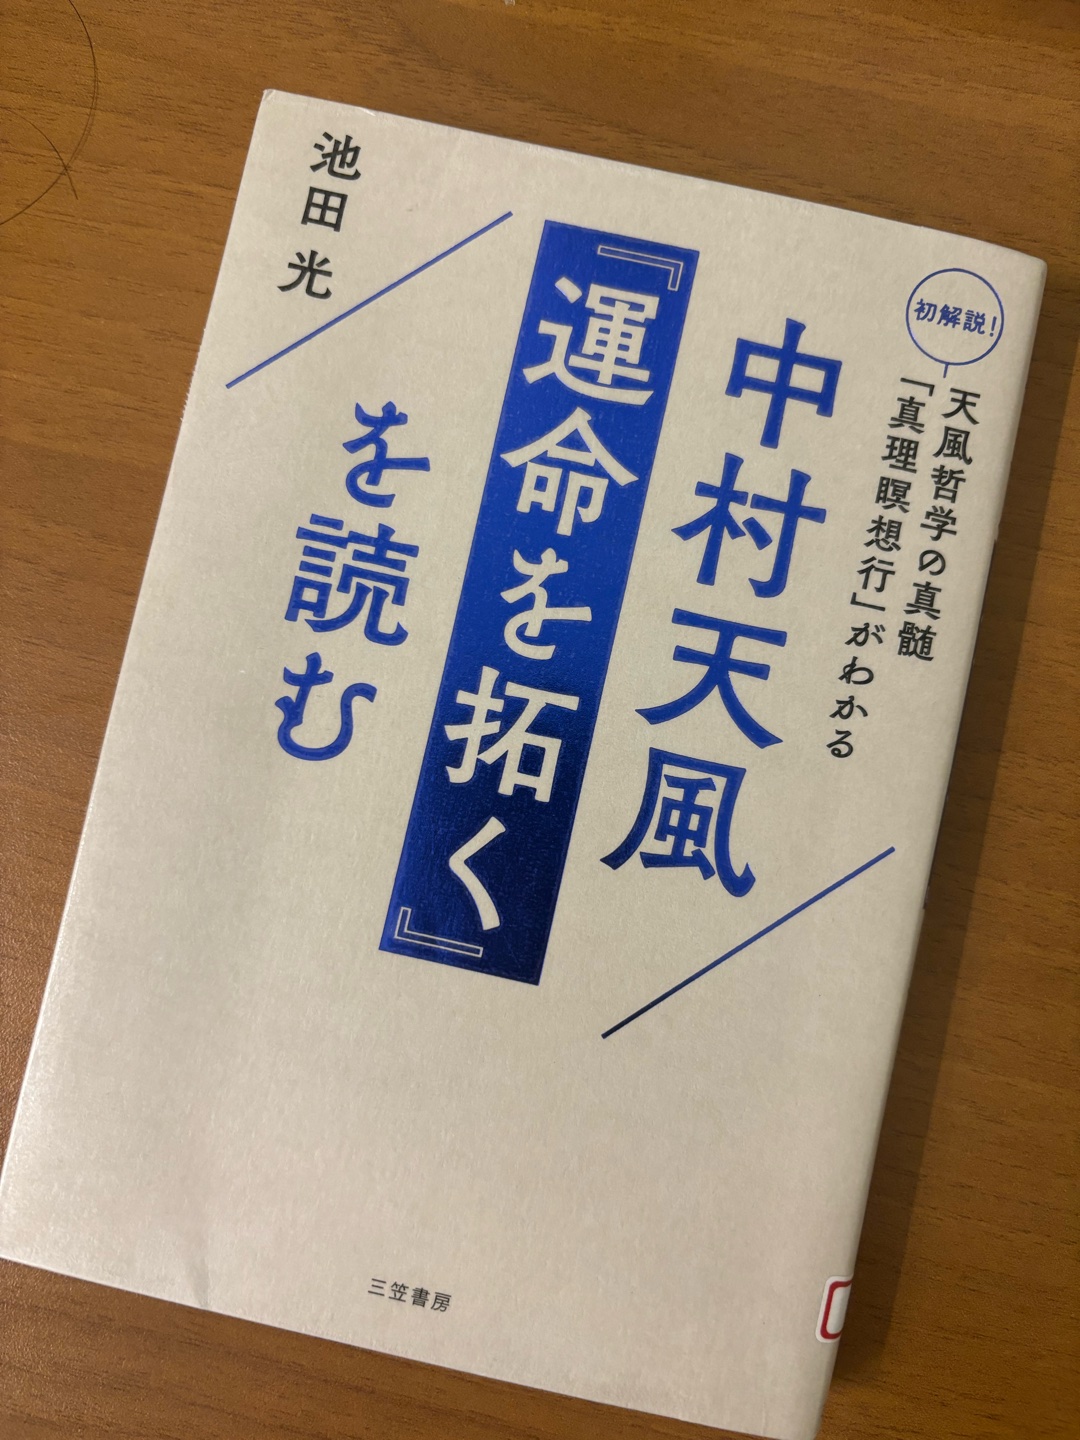 初解説!
天風哲学の真髄
「真理瞑想行」がわかる
中村天風
『運命を拓く』
を読む
池田 光
三笠書房